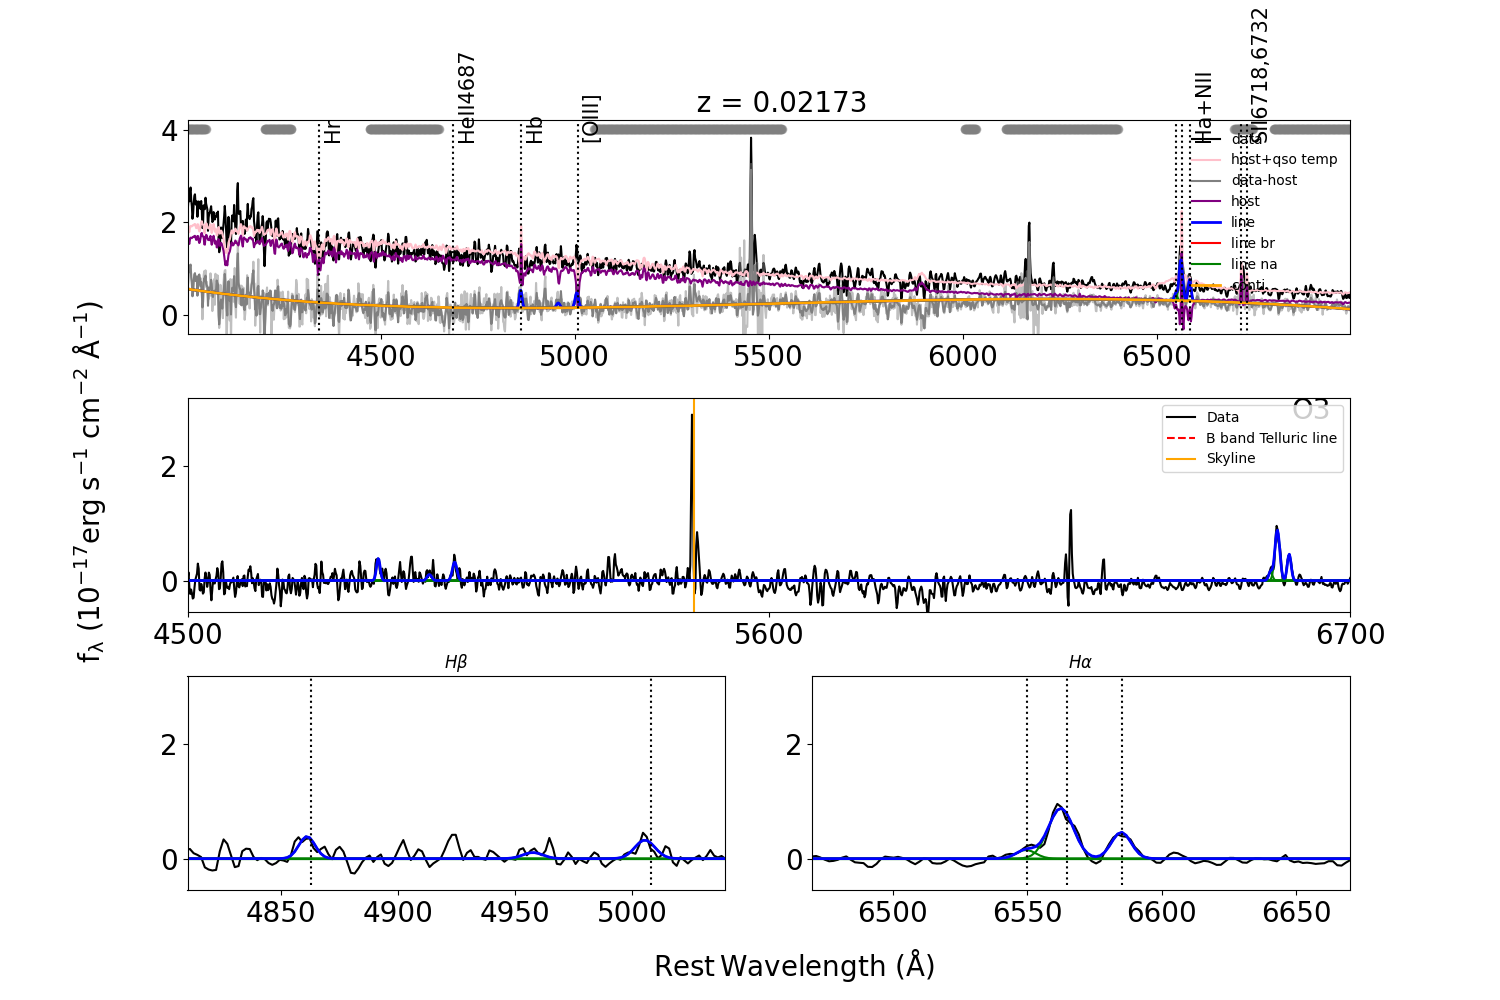 Hr
HeII4687
Hb
[OIII]
Ha+NII
SII6718,6732
z = 0.02173
4
2
0
data
host+qso temp
data-host
host
line
line br
line na
conti
4500
5000
5500
6000
6500
O3
Data
B band Telluric line
Skyline
2
0
4500
5600
6700
fλ (10−17erg s−1 cm−2 Å−1)
Hβ
2
0
4850
4900
4950
5000
Hα
2
0
6500
6550
6600
6650
Rest Wavelength (Å)